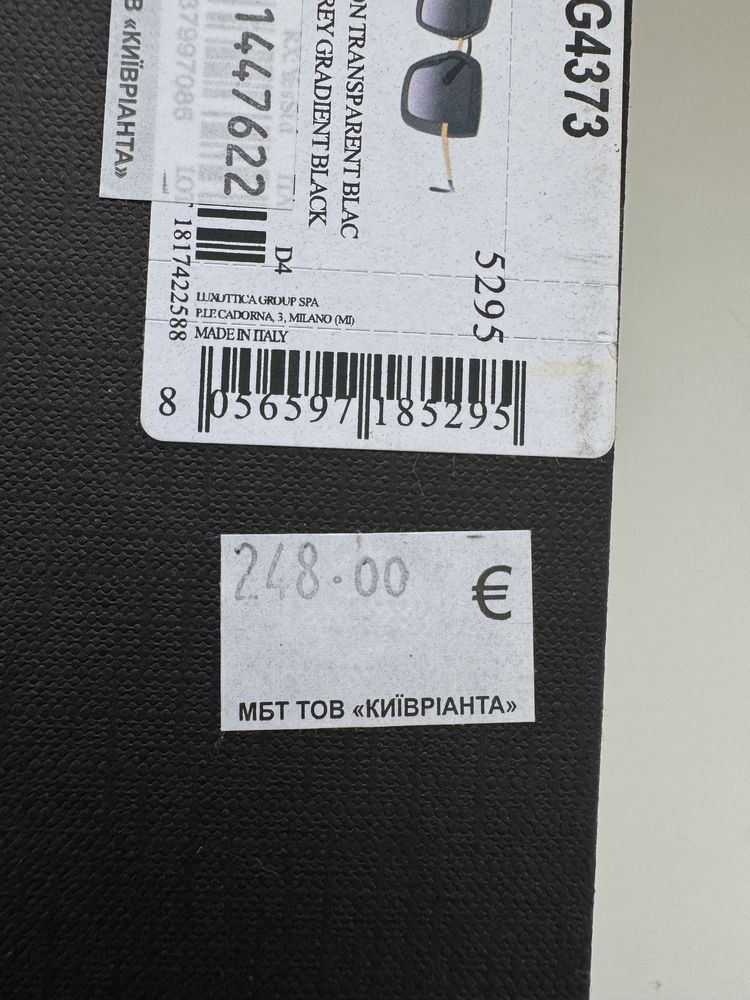 G4373
ON TRANSPARENT BLAC
REY GRADIENT BLACK
1447622
37997086
В «КИЇВРІАНТА»
1817422588
D4
5295
LUXOTTICA GROUP SPA
P.LE CADORNA, 3, MILANO (MI)
MADE IN ITALY
8 056597 185295
248.00 €
МБТ ТОВ «КИЇВРІАНТА»